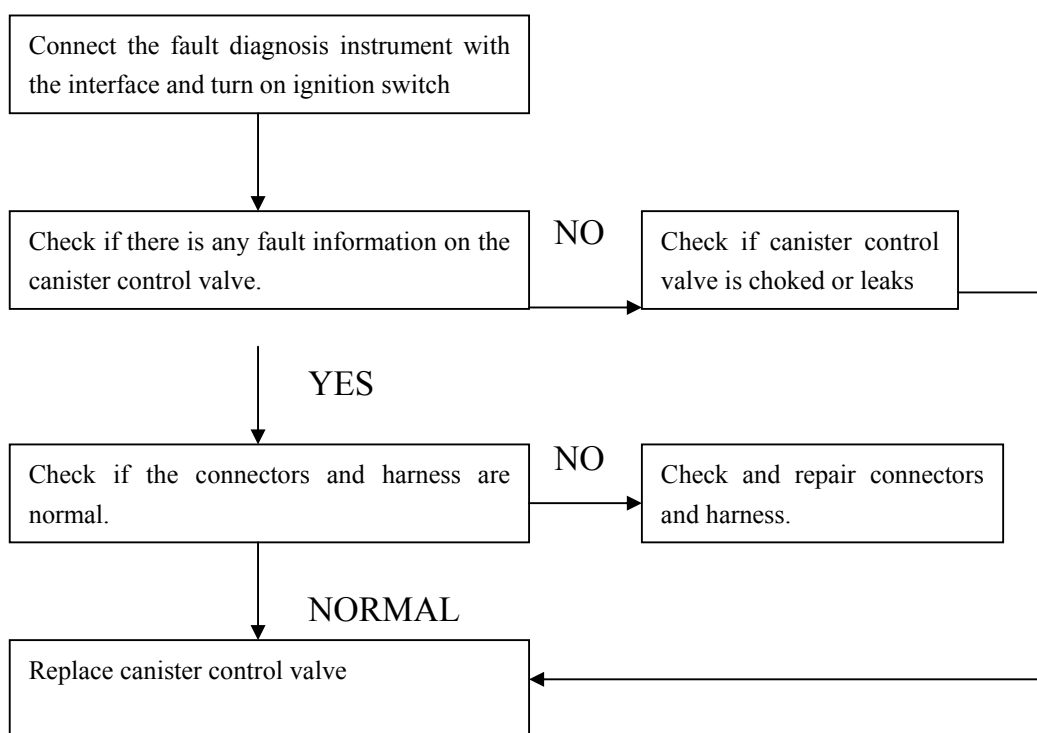 Connect the fault diagnosis instrument with
the interface and turn on ignition switch
Check if there is any fault information on the
canister control valve.
NO
Check if canister control
valve is choked or leaks
YES
Check if the connectors and harness are
normal.
NO
Check and repair connectors
and harness.
NORMAL
Replace canister control valve